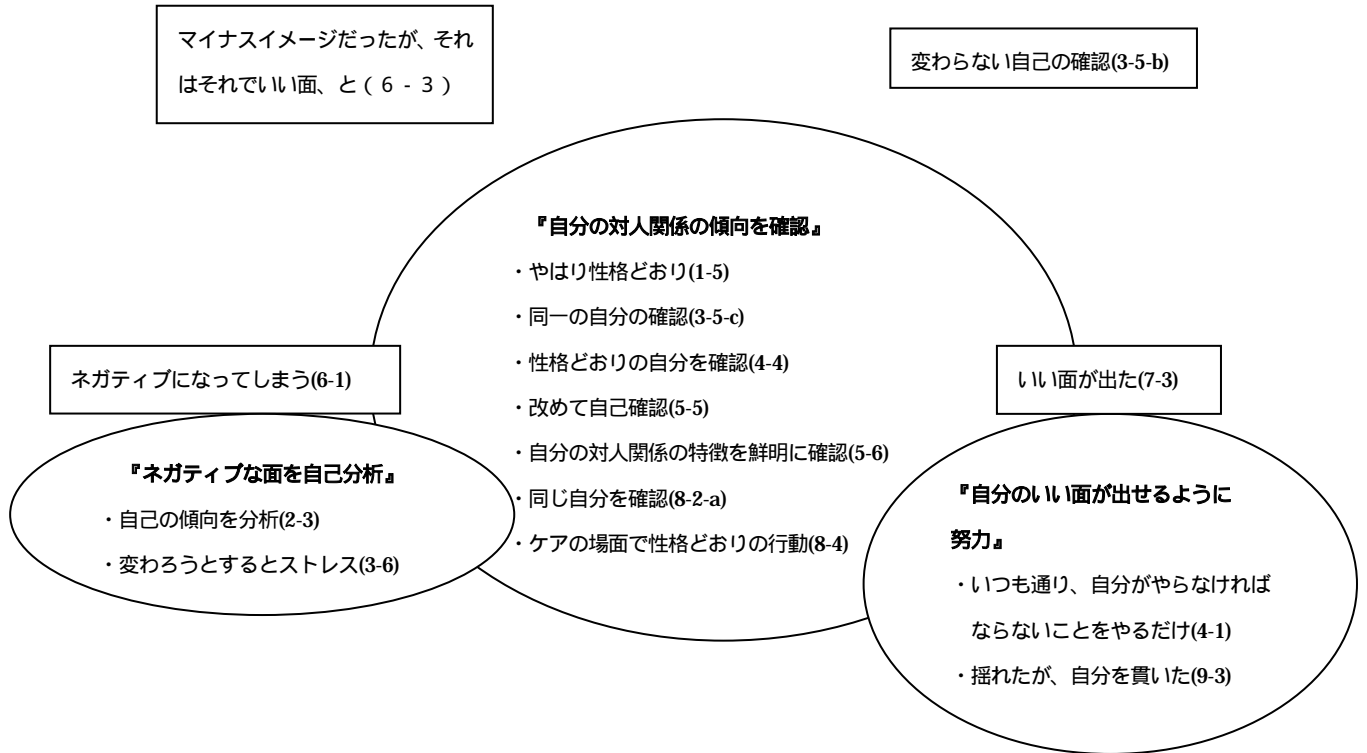 マイナスイメージだったが、それ
はそれでいい面、と(6-3)
変わらない自己の確認(3-5-b)
『自分の対人関係の傾向を確認』
・やはり性格どおり(1-5)
・同一の自分の確認(3-5-c)
・性格どおりの自分を確認(4-4)
・改めて自己確認(5-5)
・自分の対人関係の特徴を鮮明に確認(5-6)
・同じ自分を確認(8-2-a)
・ケアの場面で性格どおりの行動(8-4)
ネガティブになってしまう(6-1)
『ネガティブな面を自己分析』
・自己の傾向を分析(2-3)
・変わろうとするとストレス(3-6)
いい面が出た(7-3)
『自分のいい面が出せるように
努力』
・いつも通り、自分がやらなければ
ならないことをやるだけ(4-1)
・揺れたが、自分を貫いた(9-3)